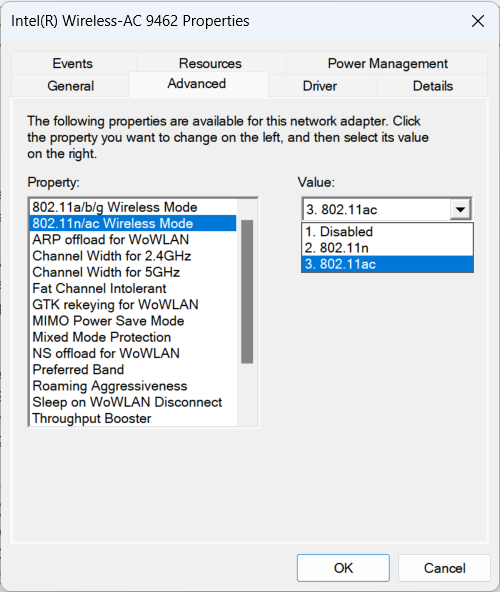 Intel(R) Wireless-AC 9462 Properties
Events Resources Power Management
General Advanced Driver Details
The following properties are available for this network adapter. Click
the property you want to change on the left, and then select its value
on the right.
Property:
802.11a/b/g Wireless Mode
802.11n/ac Wireless Mode
ARP offload for WoWLAN
Channel Width for 2.4GHz
Channel Width for 5GHz
Fat Channel Intolerant
GTK rekeying for WoWLAN
MIMO Power Save Mode
Mixed Mode Protection
NS offload for WoWLAN
Preferred Band
Roaming Aggressiveness
Sleep on WoWLAN Disconnect
Throughput Booster
Value:
3. 802.11ac
1. Disabled
2. 802.11n
3. 802.11ac
OK Cancel